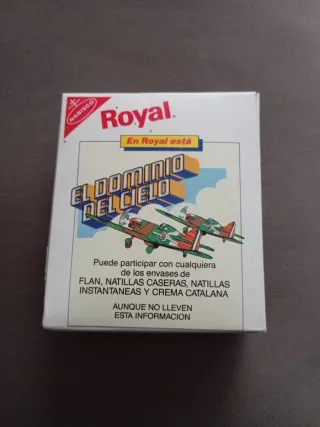 NABISCO
Royal
En Royal está
EL DOMINIO
DEL CIELO
Puede participar con cualquiera
de los envases de
FLAN, NATILLAS CASERAS, NATILLAS
INSTANTANEAS Y CREMA CATALANA
AUNQUE NO LLEVEN
ESTA INFORMACION